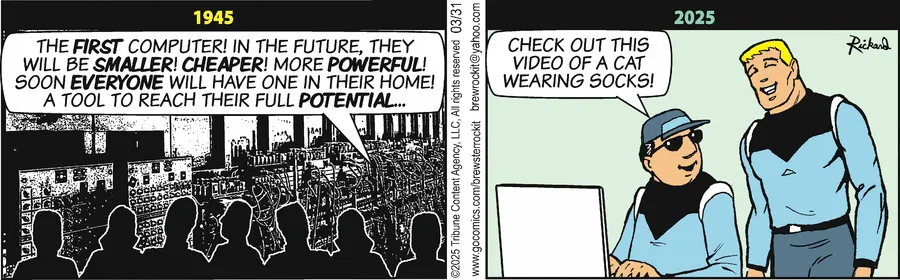 1945
THE FIRST COMPUTER! IN THE FUTURE, THEY
WILL BE SMALLER! CHEAPER! MORE POWERFUL!
SOON EVERYONE WILL HAVE ONE IN THEIR HOME!
A TOOL TO REACH THEIR FULL POTENTIAL...
©2025 Tribune Content Agency, LLC, All rights reserved 03/31
www.gocomics.com/brewsterrockit brewrockit@yahoo.com
2025
CHECK OUT THIS
VIDEO OF A CAT
WEARING SOCKS!
Rickard